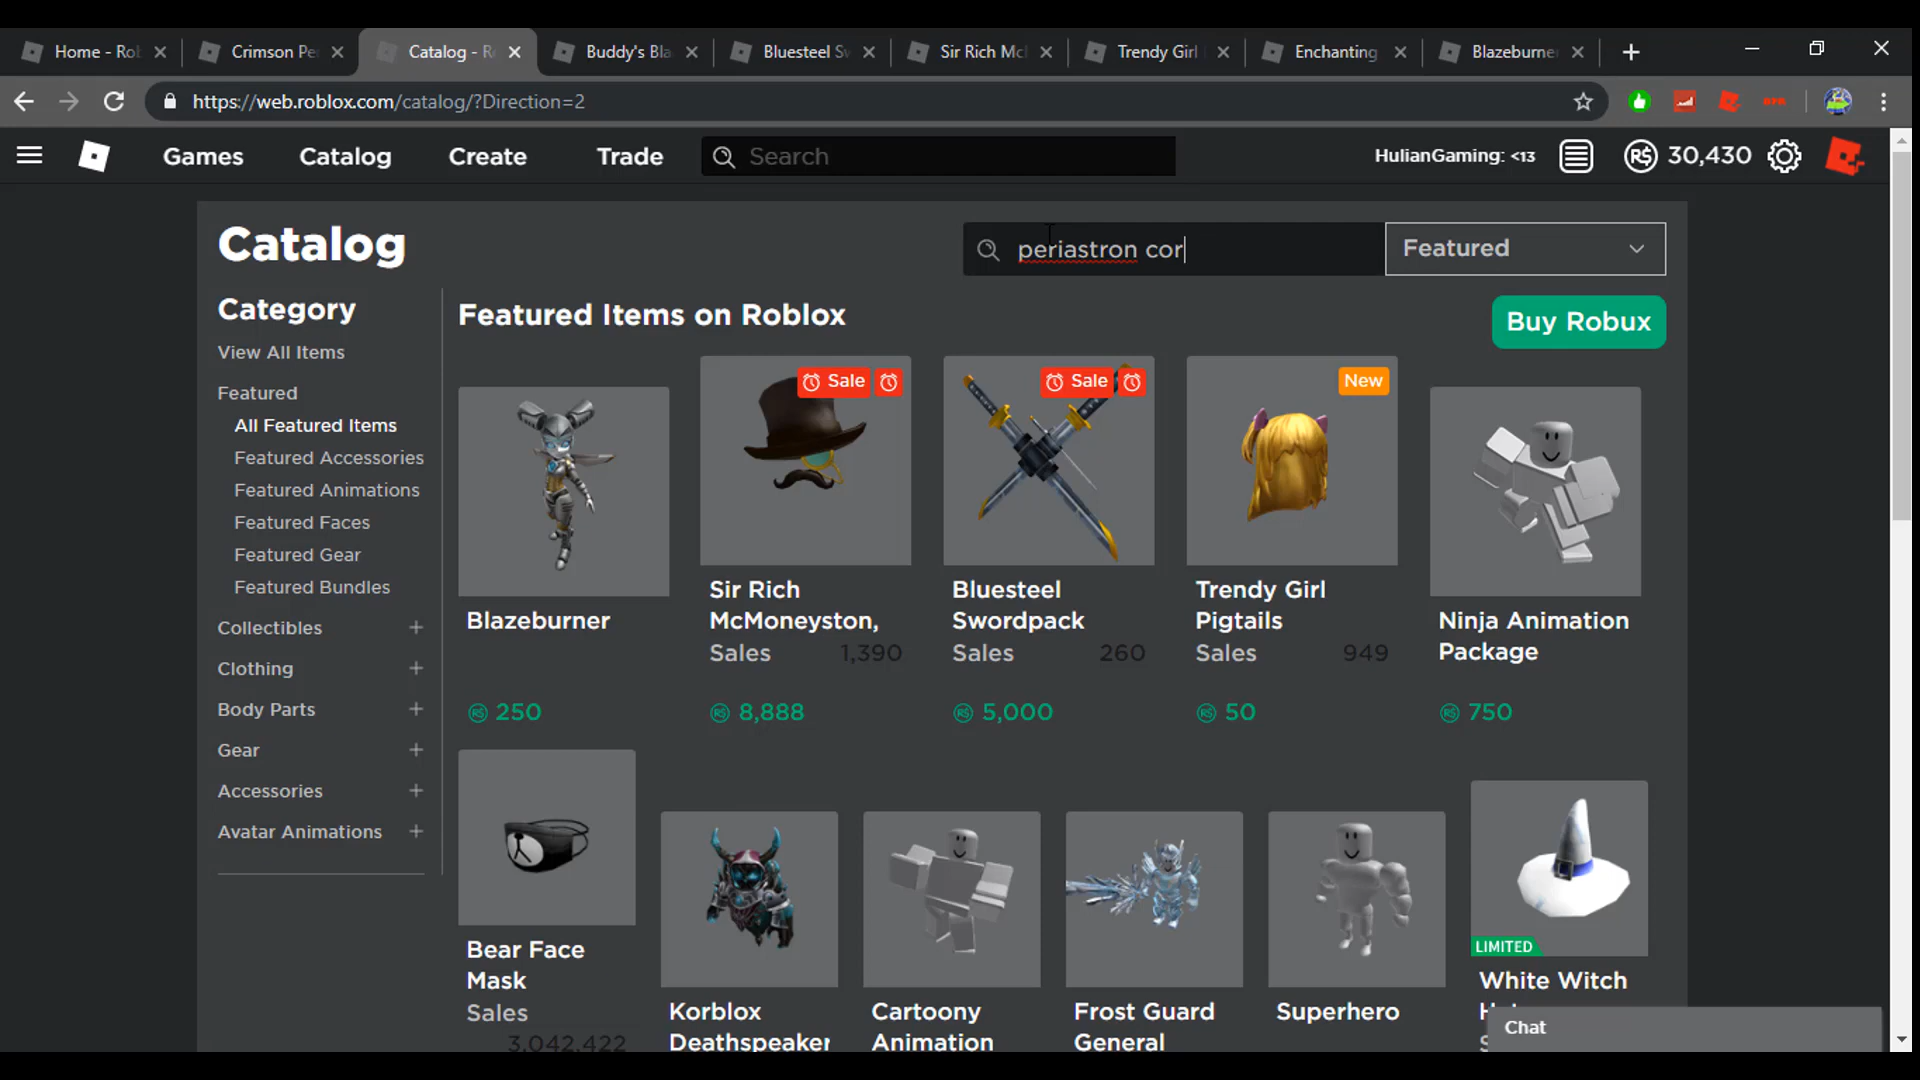 Home - Rob
Crimson Pe
Catalog - R
Buddy's Bla
Bluesteel S
Sir Rich Mc
Trendy Girl
Enchanting
Blazeburne
https://web.roblox.com/catalog/?Direction=2
Games
Catalog
Create
Trade
Search
HulianGaming: <13
30,430
Catalog
periastron cor
Featured
Category
View All Items
Featured
All Featured Items
Featured Accessories
Featured Animations
Featured Faces
Featured Gear
Featured Bundles
Collectibles +
Clothing +
Body Parts +
Gear +
Accessories +
Avatar Animations +
Featured Items on Roblox
Buy Robux
Blazeburner
R$ 250
Sale
Sir Rich
McMoneyston,
Sales 1,390
R$ 8,888
Sale
Bluesteel
Swordpack
Sales 260
R$ 5,000
New
Trendy Girl
Pigtails
Sales 949
R$ 50
Ninja Animation
Package
R$ 750
Bear Face
Mask
Sales
3,042,422
Korblox
Deathspeaker
Cartoony
Animation
Frost Guard
General
Superhero
LIMITED
White Witch
Chat